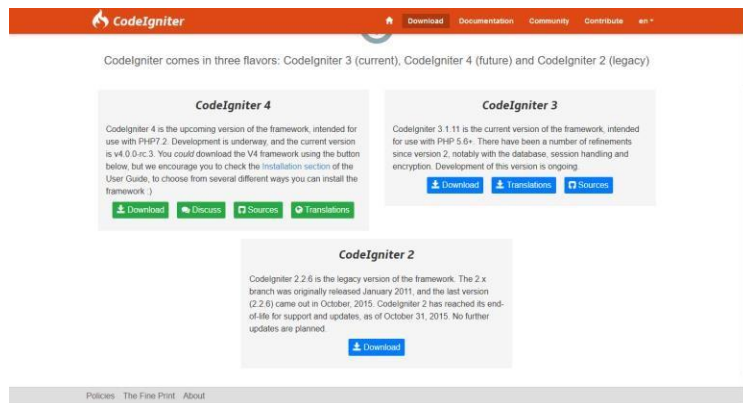 CodeIgniter
Download Documentation Community Contribute en
CodeIgniter comes in three flavors: CodeIgniter 3 (current), CodeIgniter 4 (future) and CodeIgniter 2 (legacy)
CodeIgniter 4
CodeIgniter 4 is the upcoming version of the framework, intended for
use with PHP7.2. Development is underway, and the current version
is v4.0.0-rc.3. You could download the V4 framework using the button
below, but we encourage you to check the Installation section of the
User Guide, to choose from several different ways you can install the
framework :)
Download Discuss Sources Translations
CodeIgniter 3
CodeIgniter 3.1.11 is the current version of the framework, intended
for use with PHP 5.6+. There have been a number of refinements
since version 2, notably with the database, session handling and
encryption. Development of this version is ongoing.
Download Translations Sources
CodeIgniter 2
CodeIgniter 2.2.6 is the legacy version of the framework. The 2.x
branch was originally released January 2011, and the last version
(2.2.6) came out in October, 2015. CodeIgniter 2 has reached its end-
of-life for support and updates, as of October 31, 2015. No further
updates are planned.
Download
Policies The Fine Print About